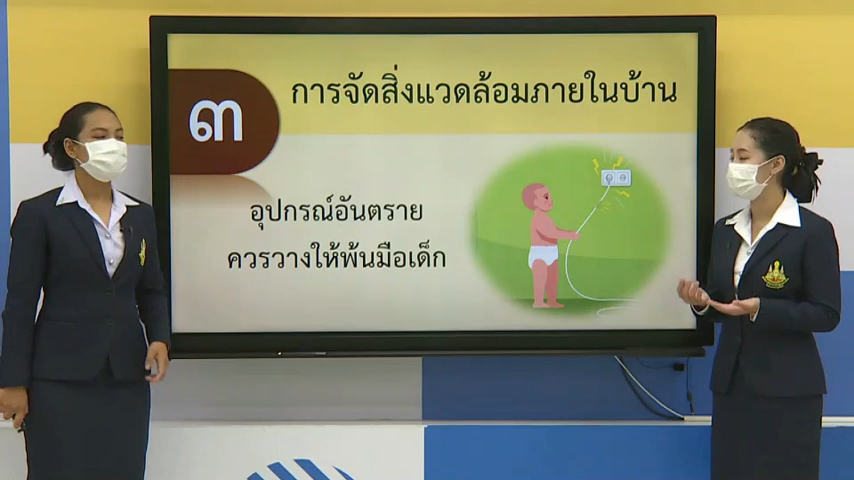 ๓
การจัดสิ่งแวดล้อมภายในบ้าน
อุปกรณ์อันตราย
ควรวางให้พ้นมือเด็ก